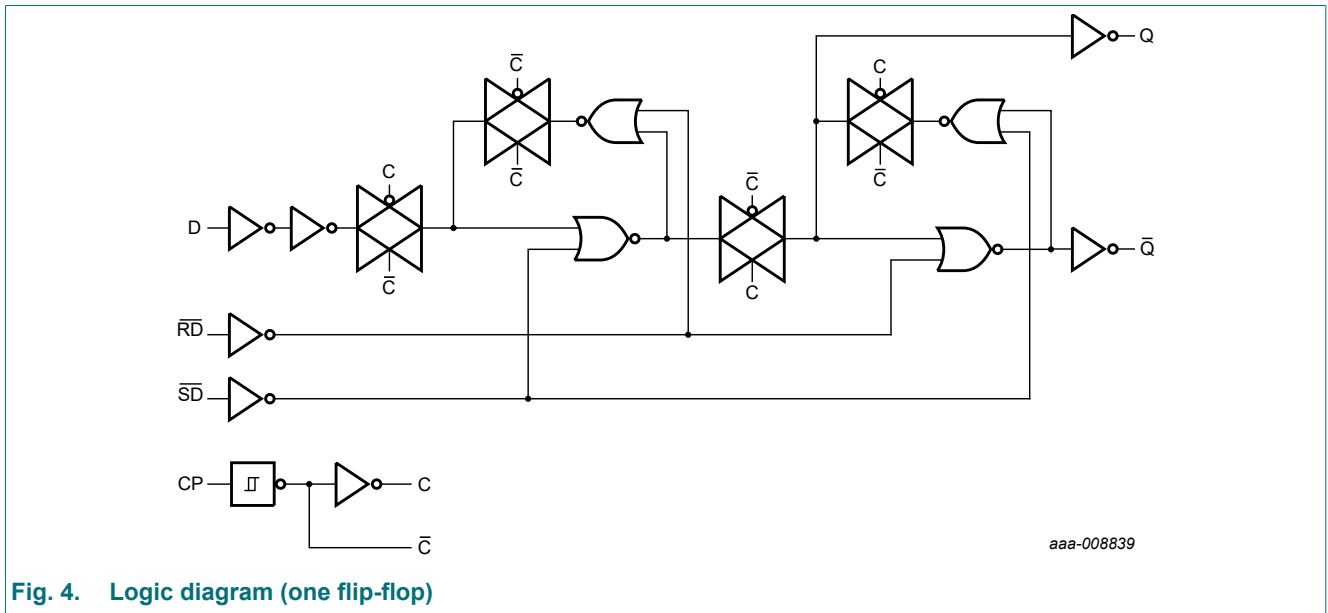 Q
C̅
C
C̅
C̅
C
C̅
C
D
C̅
C
Q̅
R̅D̅
S̅D̅
CP
C
C̅
aaa-008839
Fig. 4. Logic diagram (one flip-flop)